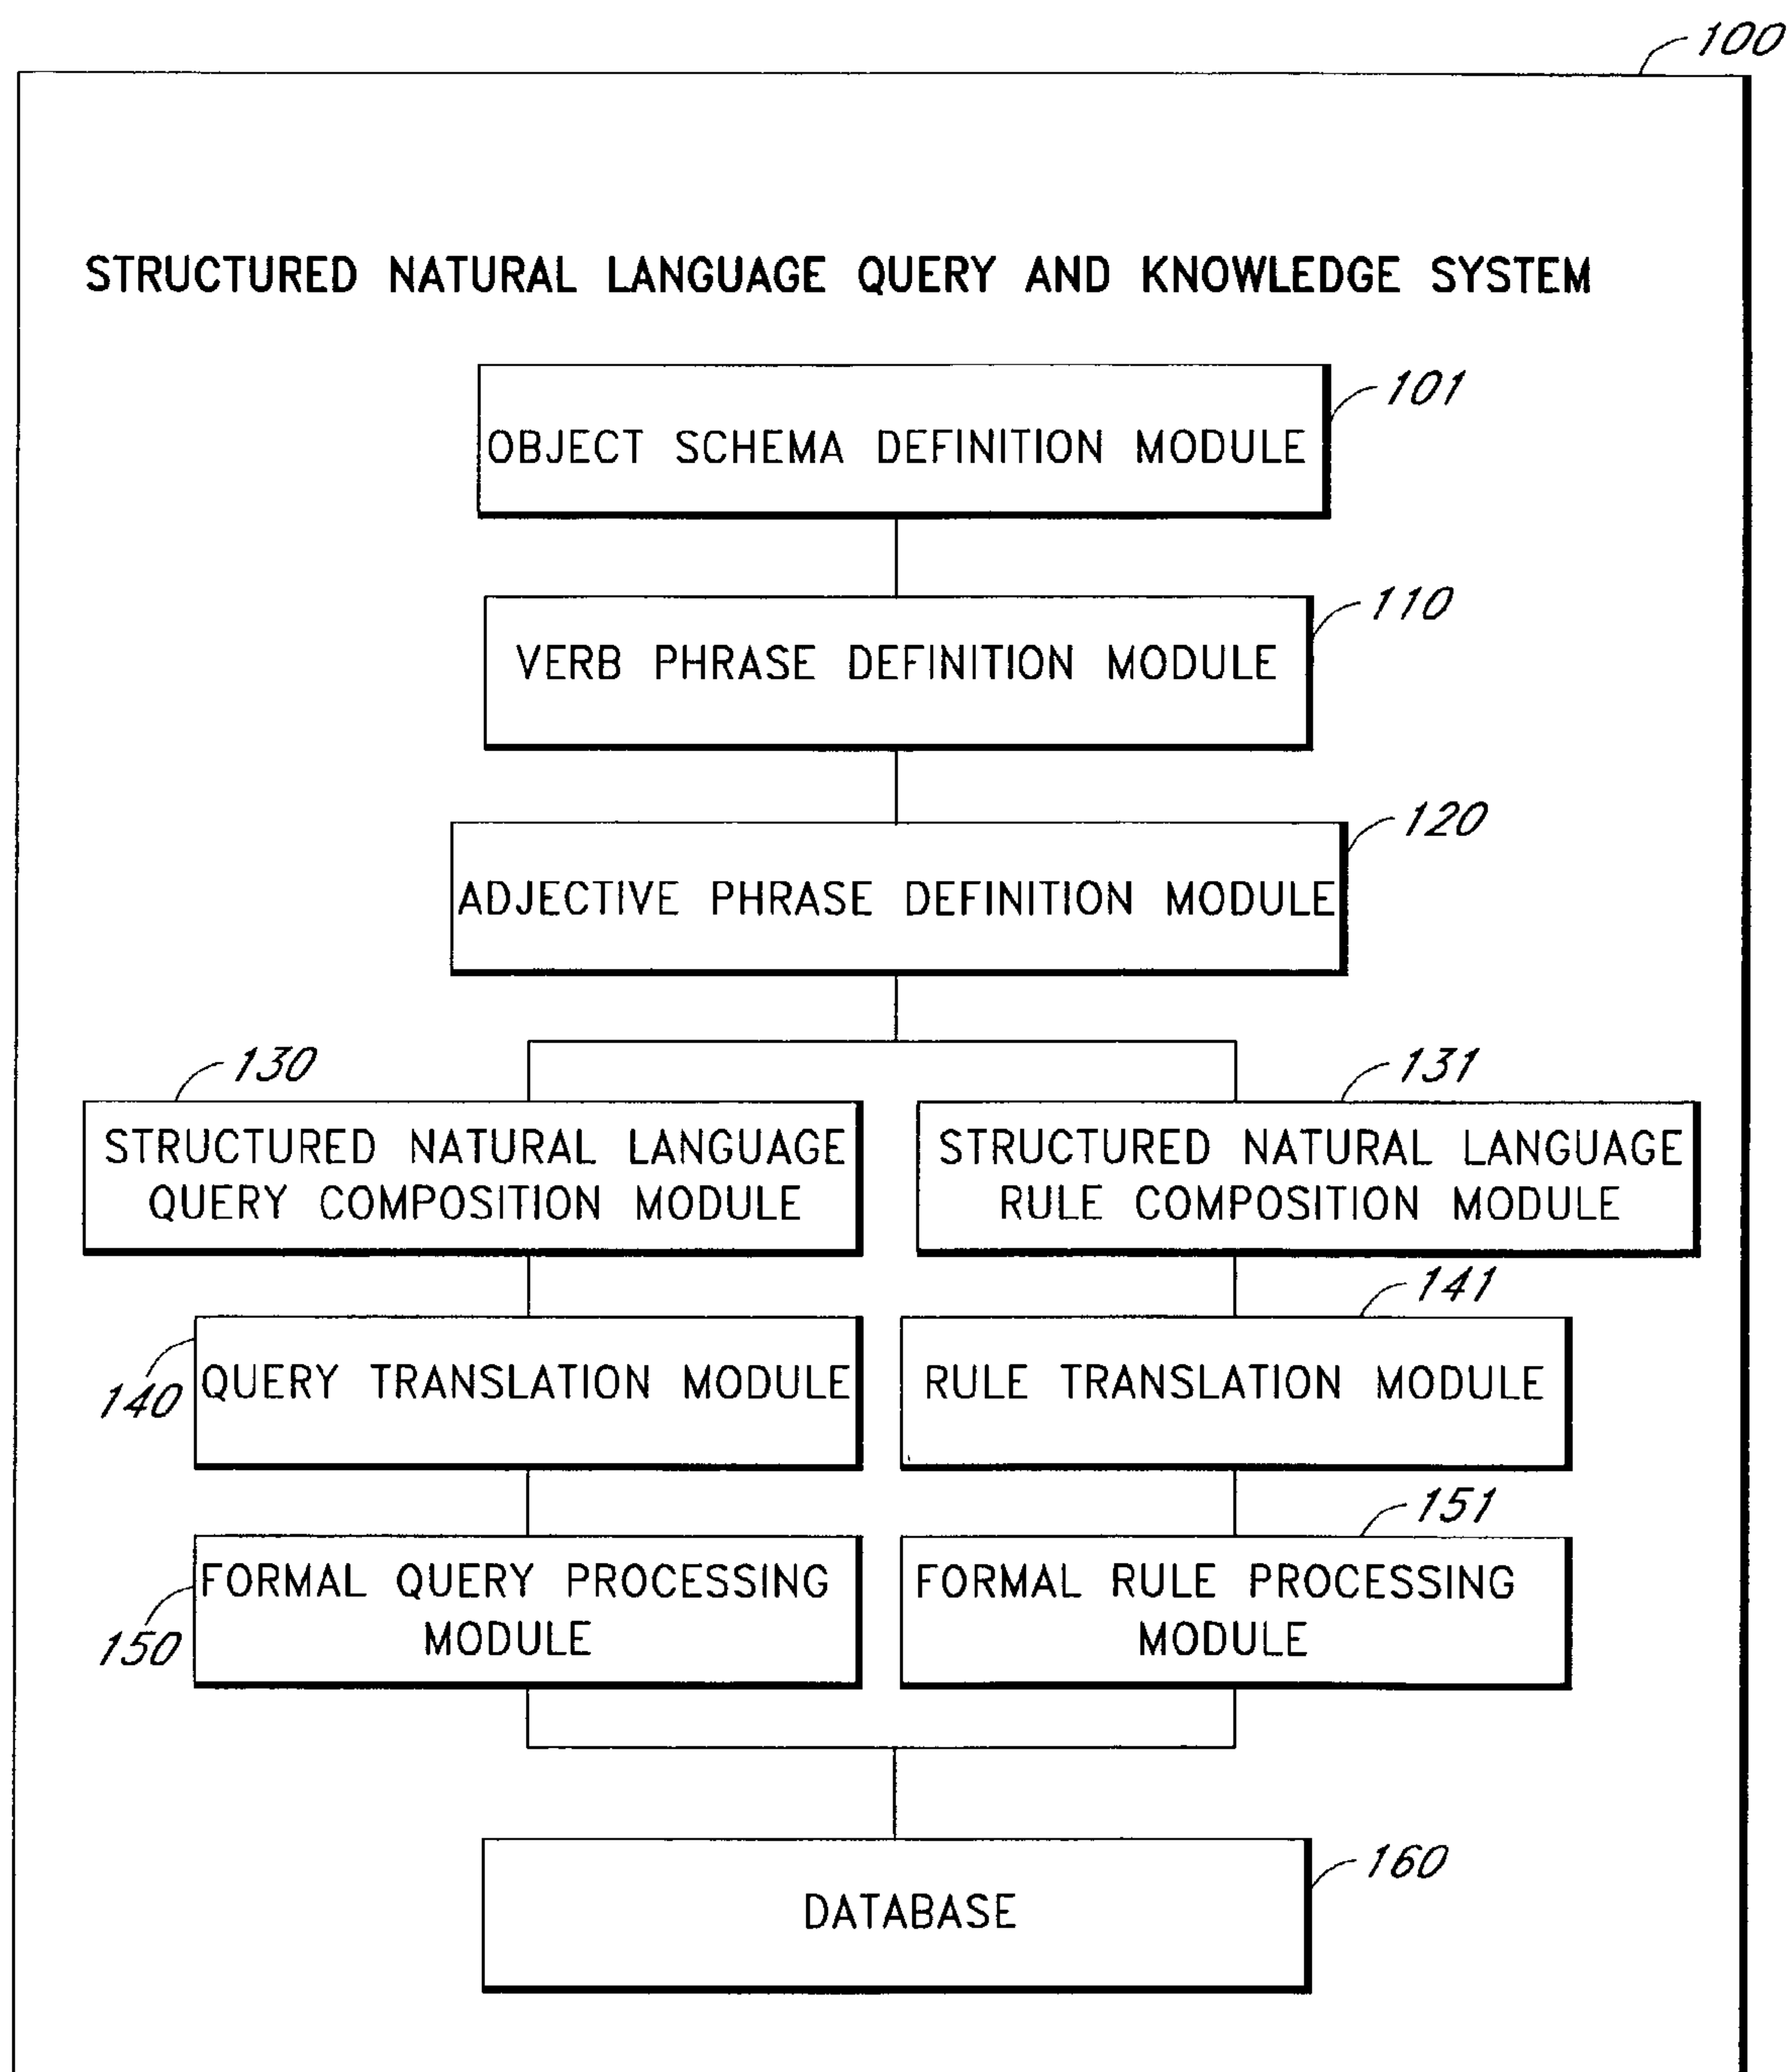 100
STRUCTURED NATURAL LANGUAGE QUERY AND KNOWLEDGE SYSTEM
101
OBJECT SCHEMA DEFINITION MODULE
110
VERB PHRASE DEFINITION MODULE
120
ADJECTIVE PHRASE DEFINITION MODULE
130
STRUCTURED NATURAL LANGUAGE
QUERY COMPOSITION MODULE
131
STRUCTURED NATURAL LANGUAGE
RULE COMPOSITION MODULE
140
QUERY TRANSLATION MODULE
141
RULE TRANSLATION MODULE
150
FORMAL QUERY PROCESSING
MODULE
151
FORMAL RULE PROCESSING
MODULE
160
DATABASE